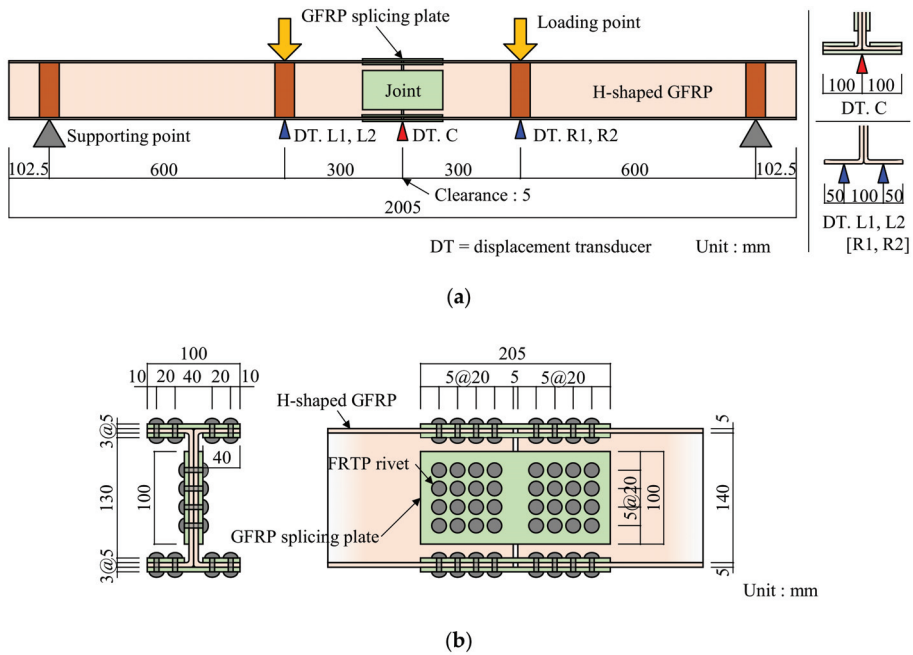 GFRP splicing plate
Loading point
Joint
H-shaped GFRP
Supporting point
DT. L1, L2
DT. C
DT. R1, R2
102.5
600
300
300
600
102.5
Clearance : 5
2005
DT = displacement transducer
Unit : mm
100 100
DT. C
50 100 50
DT. L1, L2
[R1, R2]
(a)
100
10 20 40 20 10
3@5
130
100
40
3@5
205
5@20 5 5@20
H-shaped GFRP
FRTP rivet
GFRP splicing plate
5@20
100
5
140
5
Unit : mm
(b)